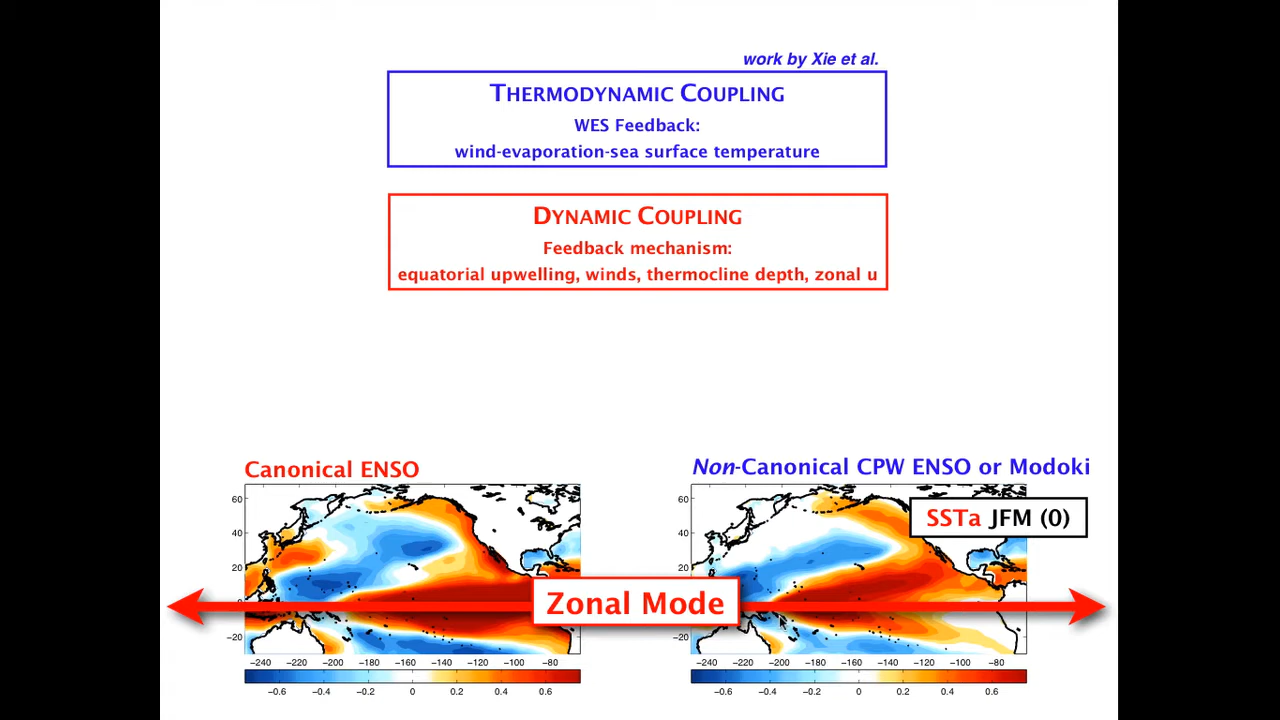 work by Xie et al.
THERMODYNAMIC COUPLING
WES Feedback:
wind-evaporation-sea surface temperature
DYNAMIC COUPLING
Feedback mechanism:
equatorial upwelling, winds, thermocline depth, zonal u
Canonical ENSO
Non-Canonical CPW ENSO or Modoki
SSTa JFM (0)
Zonal Mode
60
40
20
0
−20
−240 −220 −200 −180 −160 −140 −120 −100 −80
−0.6 −0.4 −0.2 0 0.2 0.4 0.6
60
40
20
0
−20
−240 −220 −200 −180 −160 −140 −120 −100 −80
−0.6 −0.4 −0.2 0 0.2 0.4 0.6